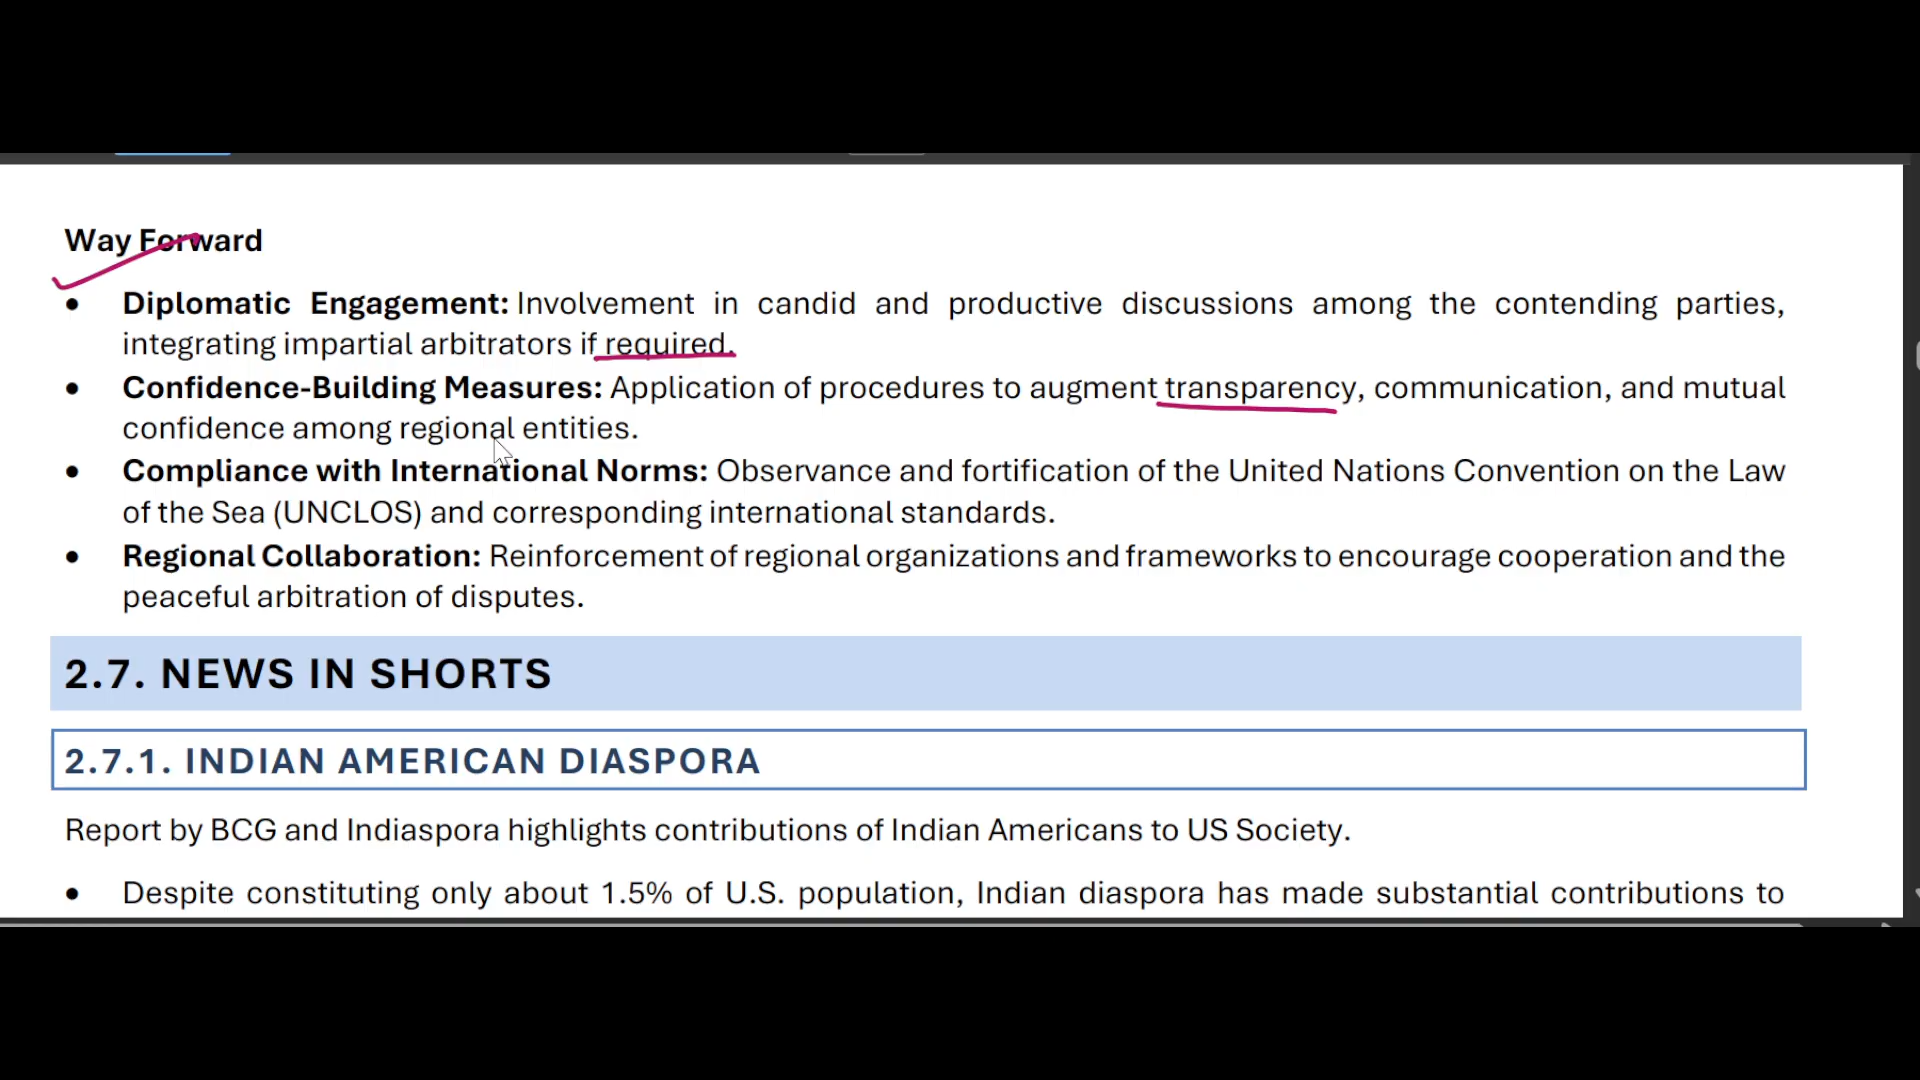 Way Forward
• Diplomatic Engagement: Involvement in candid and productive discussions among the contending parties,
integrating impartial arbitrators if required.
• Confidence-Building Measures: Application of procedures to augment transparency, communication, and mutual
confidence among regional entities.
• Compliance with International Norms: Observance and fortification of the United Nations Convention on the Law
of the Sea (UNCLOS) and corresponding international standards.
• Regional Collaboration: Reinforcement of regional organizations and frameworks to encourage cooperation and the
peaceful arbitration of disputes.
2.7. NEWS IN SHORTS
2.7.1. INDIAN AMERICAN DIASPORA
Report by BCG and Indiaspora highlights contributions of Indian Americans to US Society.
• Despite constituting only about 1.5% of U.S. population, Indian diaspora has made substantial contributions to